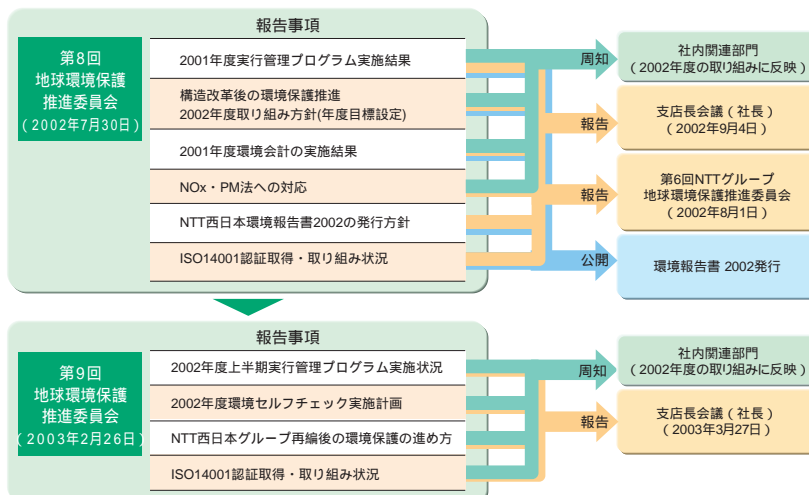 報告事項
第8回
地球環境保護
推進委員会
(2002年7月30日)
2001年度実行管理プログラム実施結果
構造改革後の環境保護推進
2002年度取り組み方針(年度目標設定)
2001年度環境会計の実施結果
NOx・PM法への対応
NTT西日本環境報告書2002の発行方針
ISO14001認証取得・取り組み状況
周知
報告
報告
公開
社内関連部門
(2002年度の取り組みに反映)
支店長会議(社長)
(2002年9月4日)
第6回NTTグループ
地球環境保護推進委員会
(2002年8月1日)
環境報告書 2002発行
報告事項
第9回
地球環境保護
推進委員会
(2003年2月26日)
2002年度上半期実行管理プログラム実施状況
2002年度環境セルフチェック実施計画
NTT西日本グループ再編後の環境保護の進め方
ISO14001認証取得・取り組み状況
周知
報告
社内関連部門
(2002年度の取り組みに反映)
支店長会議(社長)
(2003年3月27日)